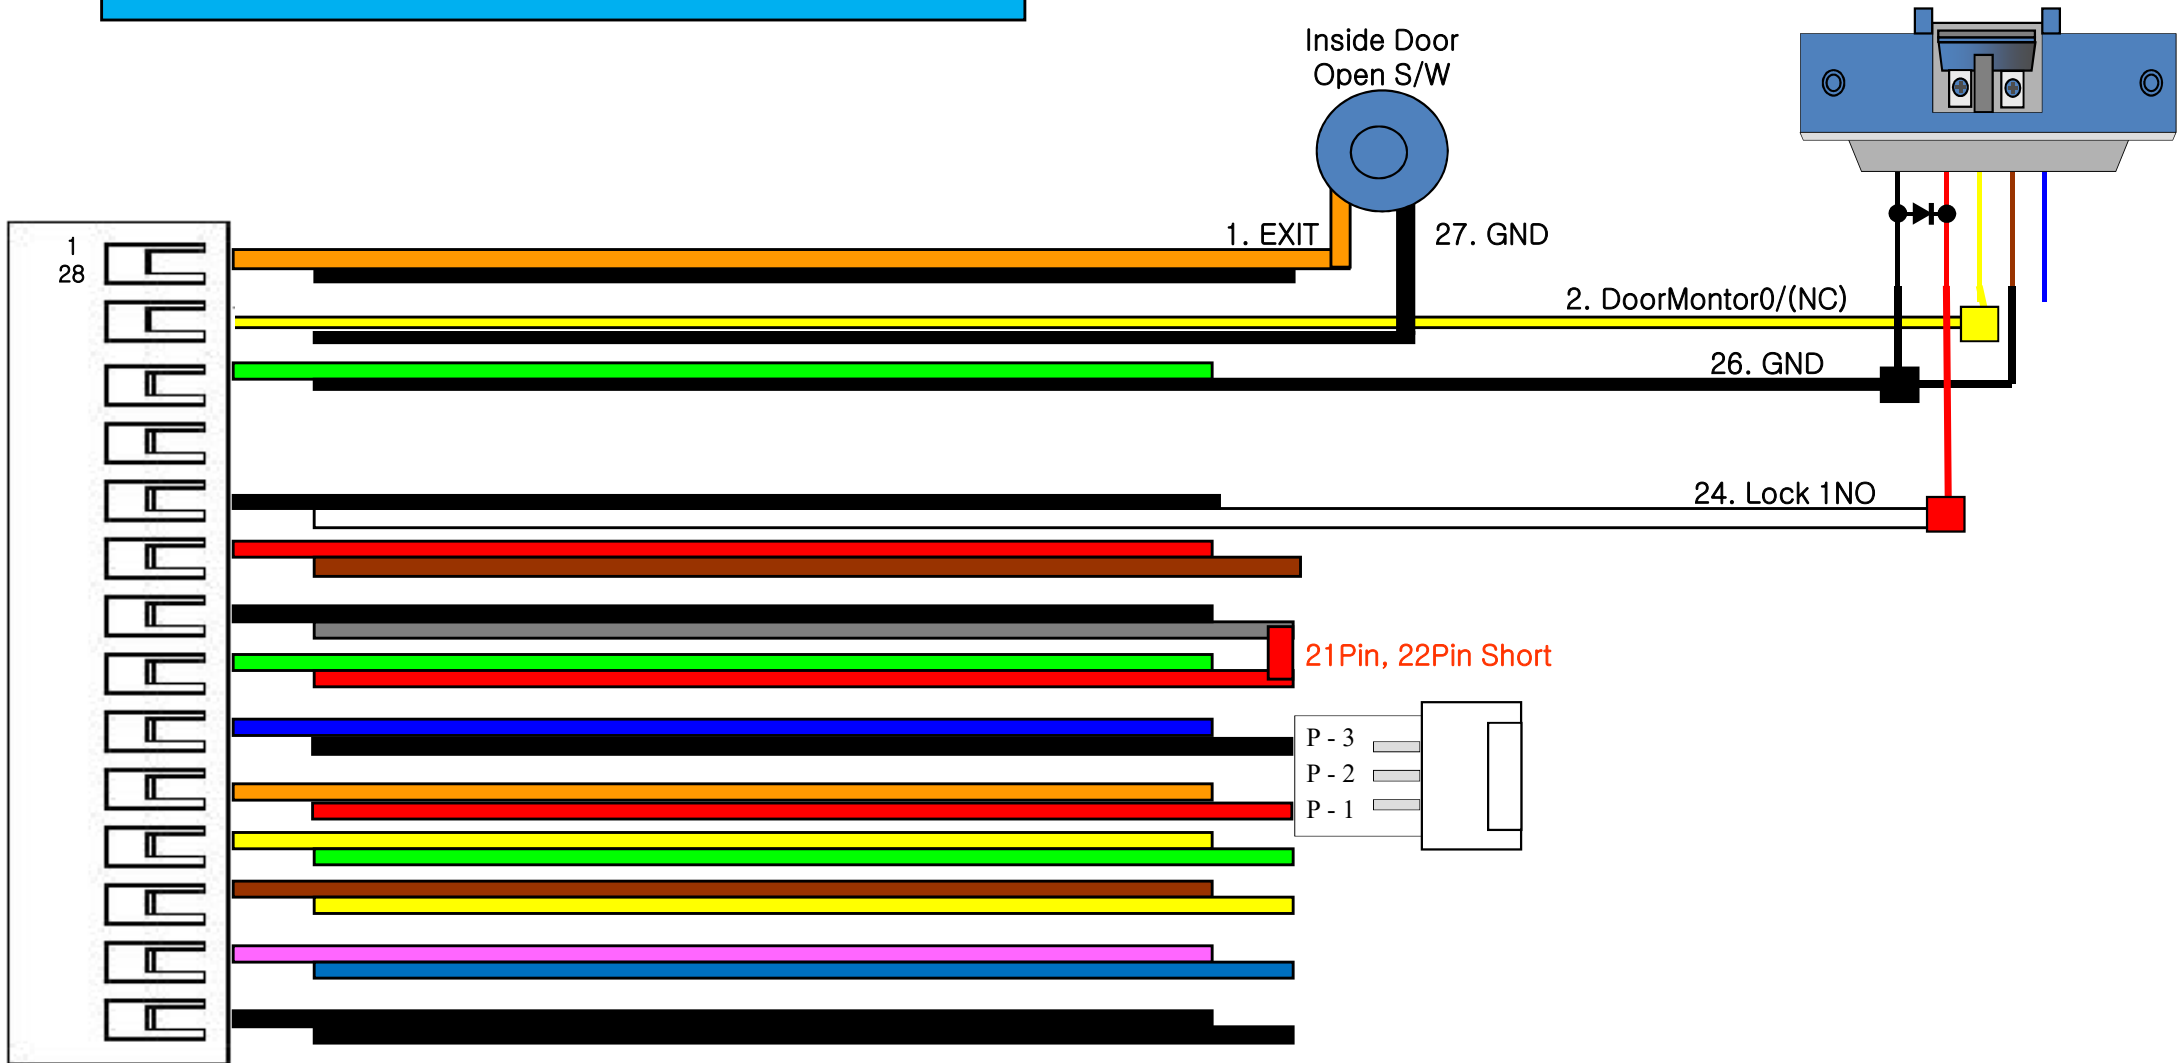 Inside Door
Open S/W
1. EXIT
27. GND
1
28
2. DoorMontor0/(NC)
26. GND
24. Lock 1NO
21Pin, 22Pin Short
P - 3
P - 2
P - 1